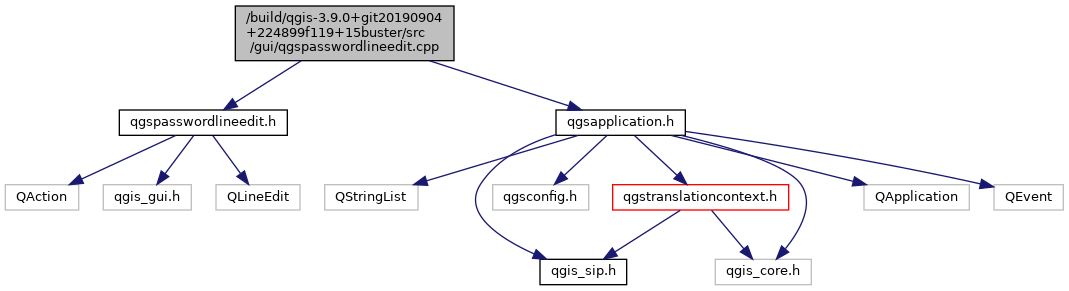 /build/qgis-3.9.0+git20190904
+224899f119+15buster/src
/gui/qgspasswordlineedit.cpp
qgspasswordlineedit.h
qgsapplication.h
QAction
qgis_gui.h
QLineEdit
QStringList
qgsconfig.h
qgstranslationcontext.h
QApplication
QEvent
qgis_sip.h
qgis_core.h